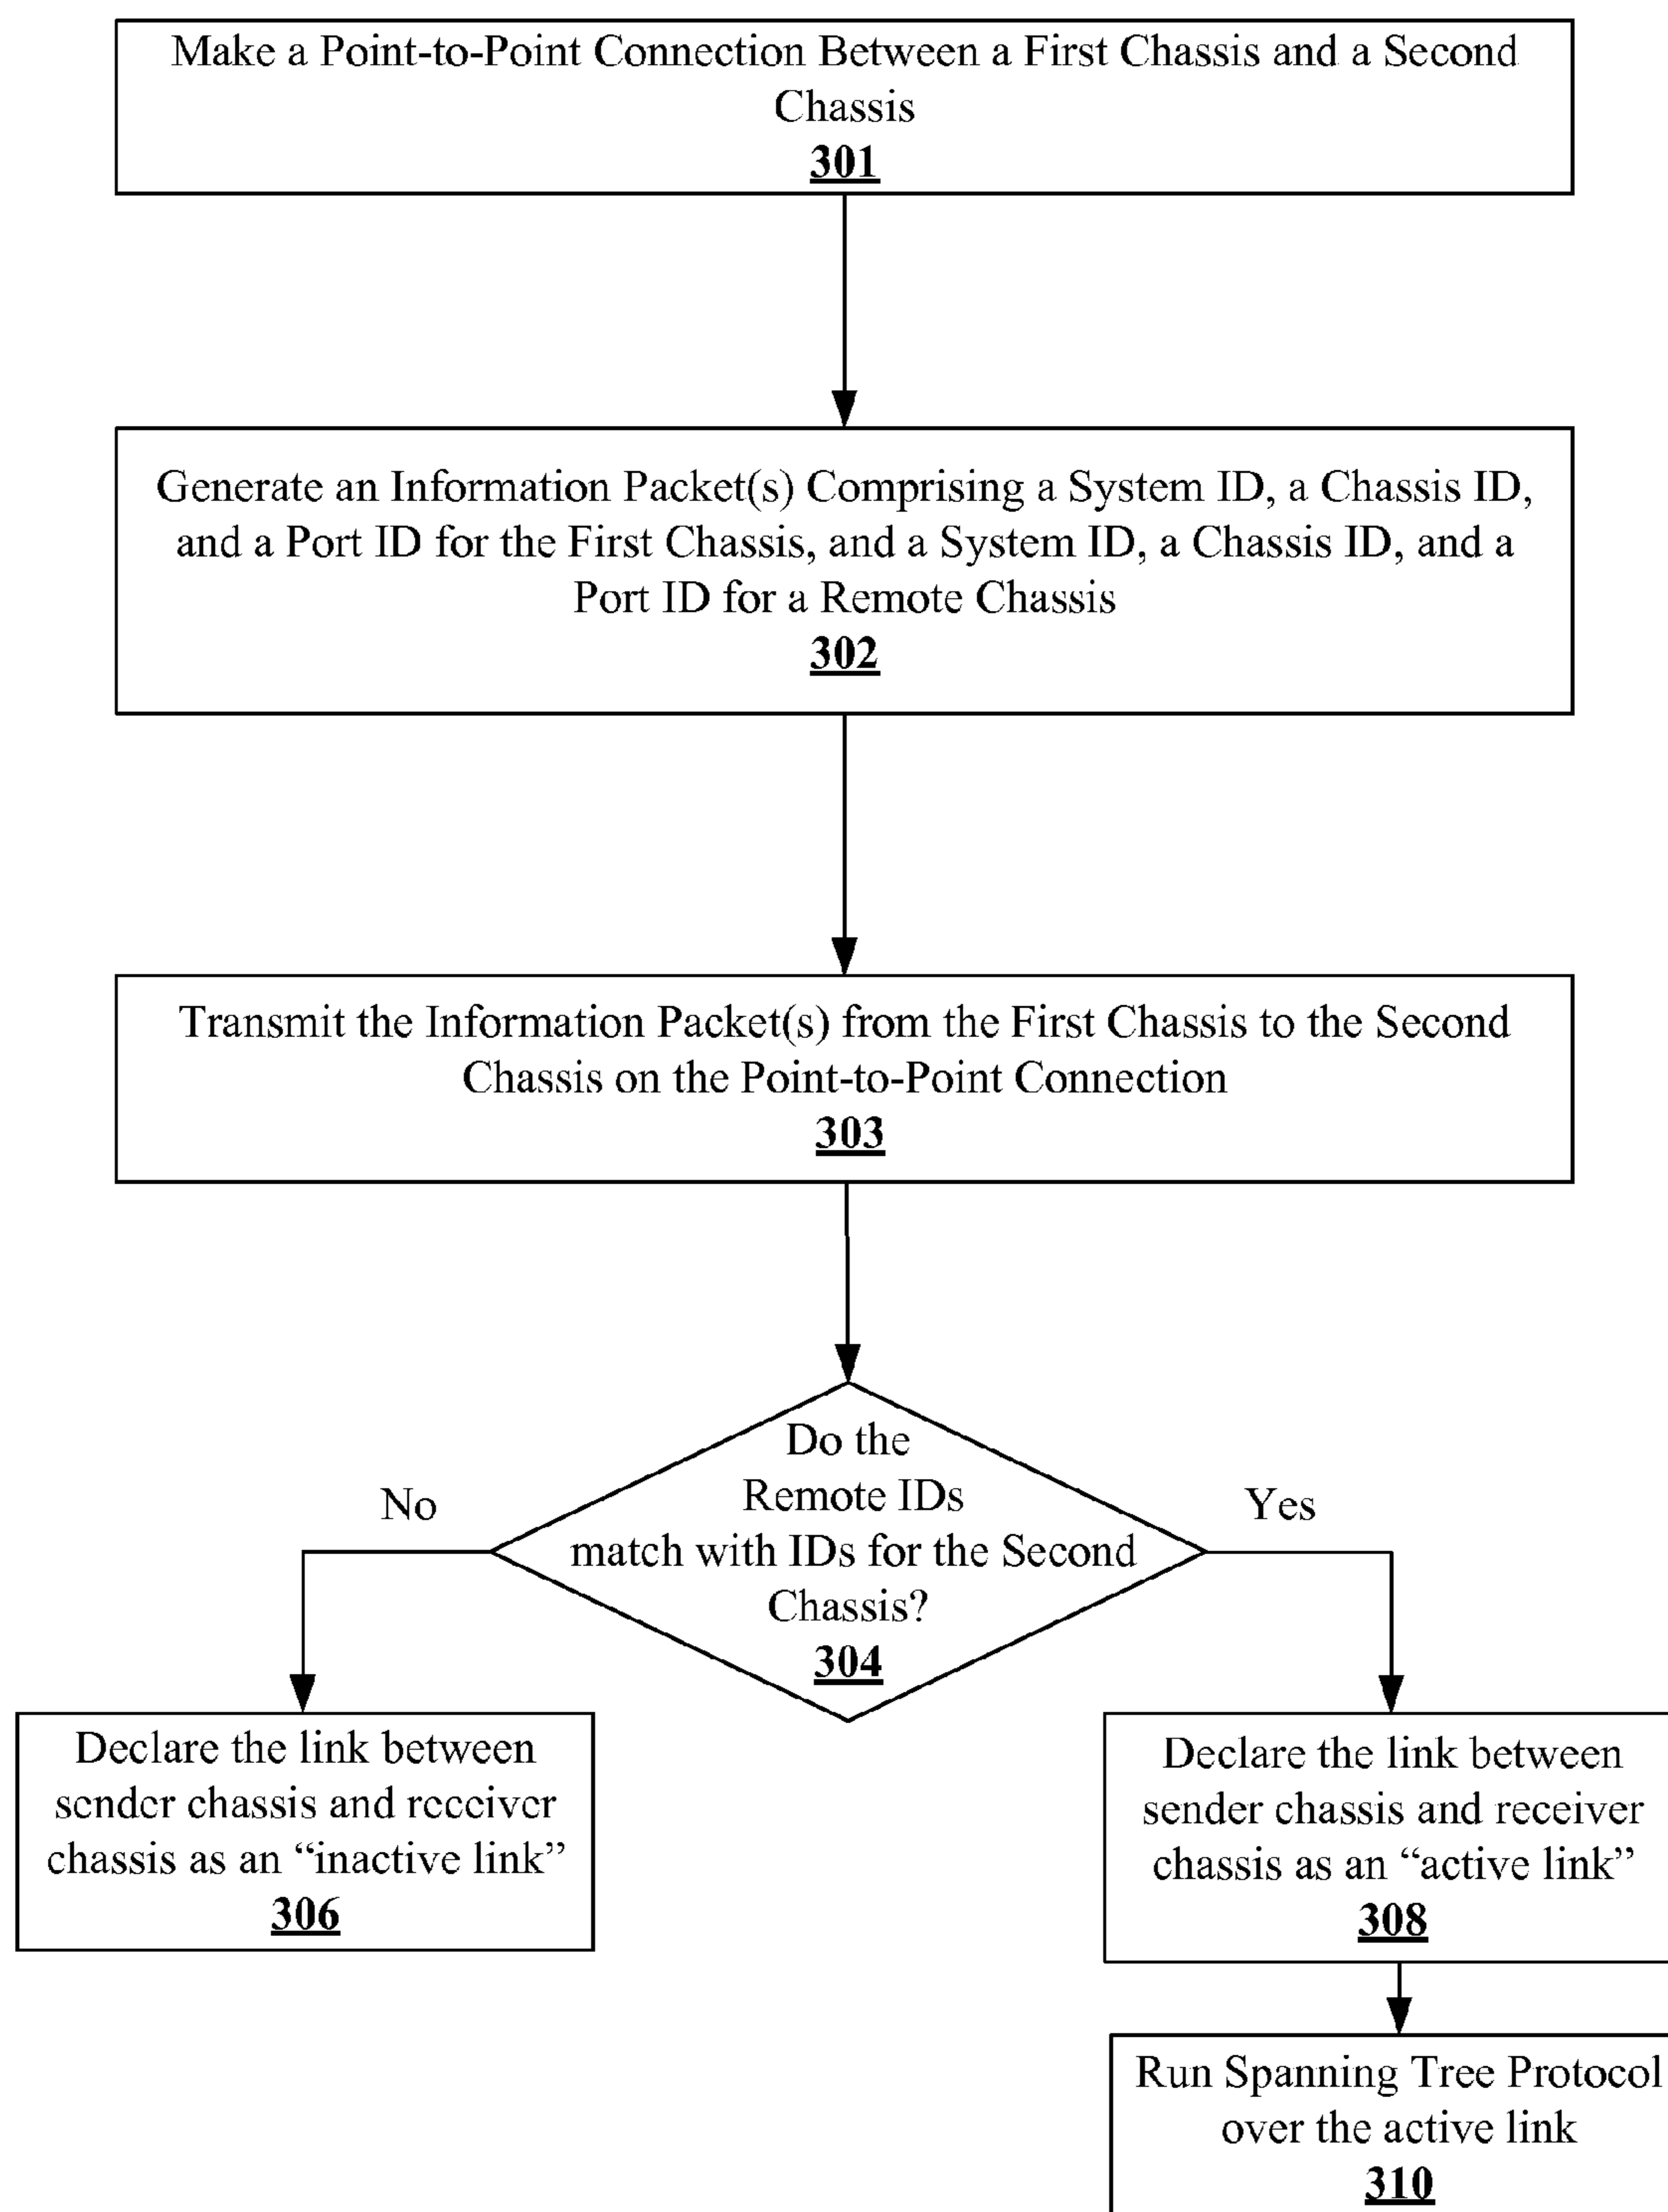 Make a Point-to-Point Connection Between a First Chassis and a Second
Chassis
301
Generate an Information Packet(s) Comprising a System ID, a Chassis ID,
and a Port ID for the First Chassis, and a System ID, a Chassis ID, and a
Port ID for a Remote Chassis
302
Transmit the Information Packet(s) from the First Chassis to the Second
Chassis on the Point-to-Point Connection
303
Do the
Remote IDs
match with IDs for the Second
Chassis?
304
No
Yes
Declare the link between
sender chassis and receiver
chassis as an “inactive link”
306
Declare the link between
sender chassis and receiver
chassis as an “active link”
308
Run Spanning Tree Protocol
over the active link
310